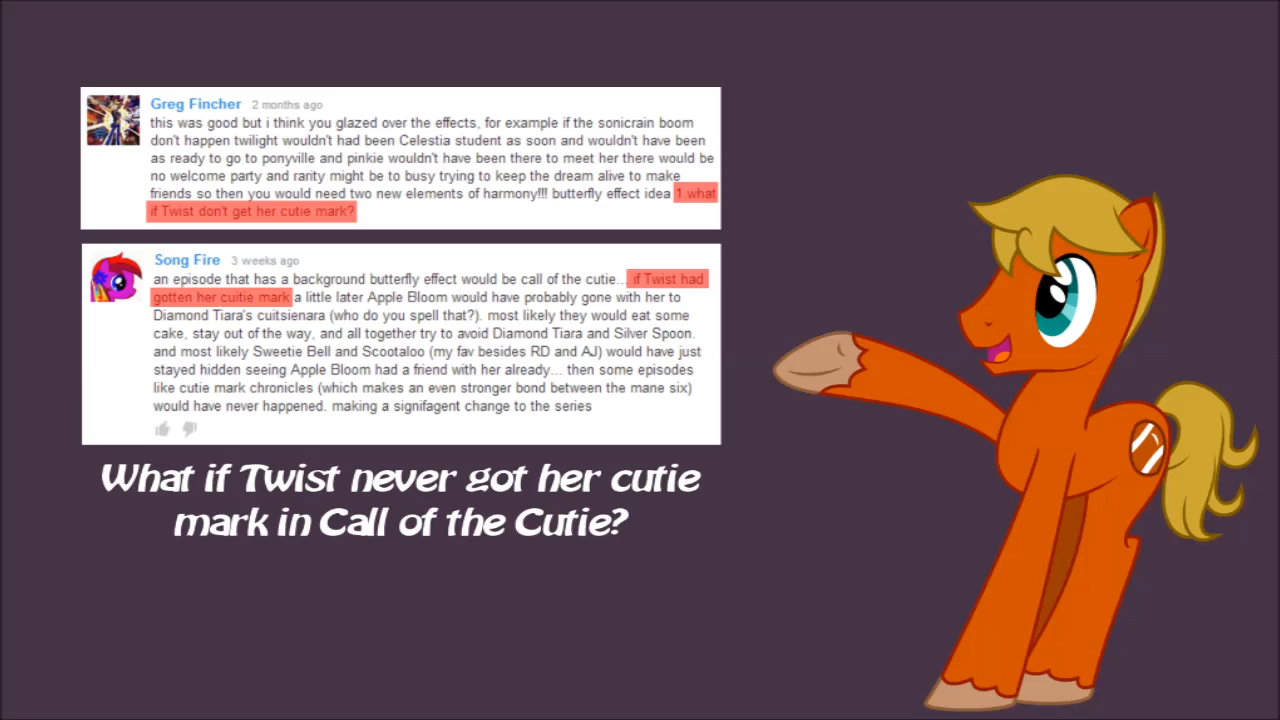 Greg Fincher 2 months ago
this was good but i think you glazed over the effects, for example if the sonicrain boom
don't happen twilight wouldn't had been Celestia student as soon and wouldn't have been
as ready to go to ponyville and pinkie wouldn't have been there to meet her there would be
no welcome party and rarity might be to busy trying to keep the dream alive to make
friends so then you would need two new elements of harmony!!! butterfly effect idea 1.what
if Twist don't get her cutie mark?
Song Fire 3 weeks ago
an episode that has a background butterfly effect would be call of the cutie... if Twist had
gotten her cuitie mark a little later Apple Bloom would have probably gone with her to
Diamond Tiara's cuitsienara (who do you spell that?). most likely they would eat some
cake, stay out of the way, and all together try to avoid Diamond Tiara and Silver Spoon.
and most likely Sweetie Bell and Scootaloo (my fav besides RD and AJ) would have just
stayed hidden seeing Apple Bloom had a friend with her already... then some episodes
like cutie mark chronicles (which makes an even stronger bond between the mane six)
would have never happened. making a signifagent change to the series
What if Twist never got her cutie
mark in Call of the Cutie?